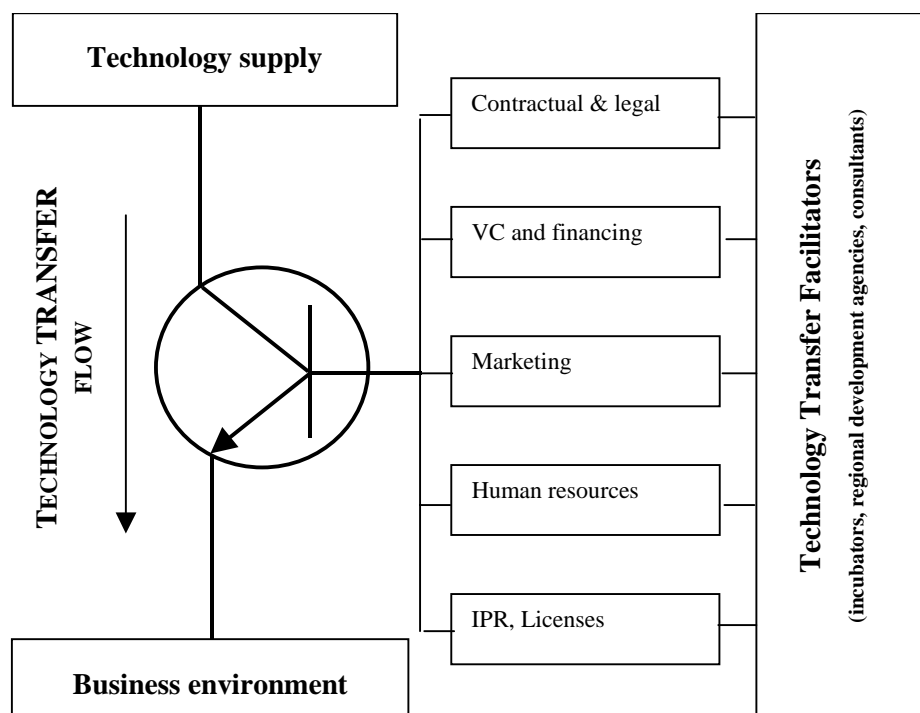 Technology supply
TECHNOLOGY TRANSFER
FLOW
Business environment
Contractual & legal
VC and financing
Marketing
Human resources
IPR, Licenses
Technology Transfer Facilitators
(incubators, regional development agencies, consultants)